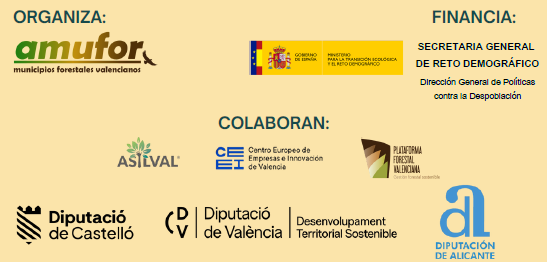 ORGANIZA:
FINANCIA:
amufor
municipios forestales valencianos
GOBIERNO
DE ESPAÑA
MINISTERIO
PARA LA TRANSICIÓN ECOLÓGICA
Y EL RETO DEMOGRÁFICO
SECRETARIA GENERAL
DE RETO DEMOGRÁFICO
Dirección General de Políticas
contra la Despoblación
COLABORAN:
ASILVAL
CEEI
Centro Europeo de
Empresas e Innovación
de Valencia
PLATAFORMA
FORESTAL
VALENCIANA
Diputació
de Castelló
DV
Diputació
de València
Desenvolupament
Territorial Sostenible
DIPUTACIÓN
DE ALICANTE